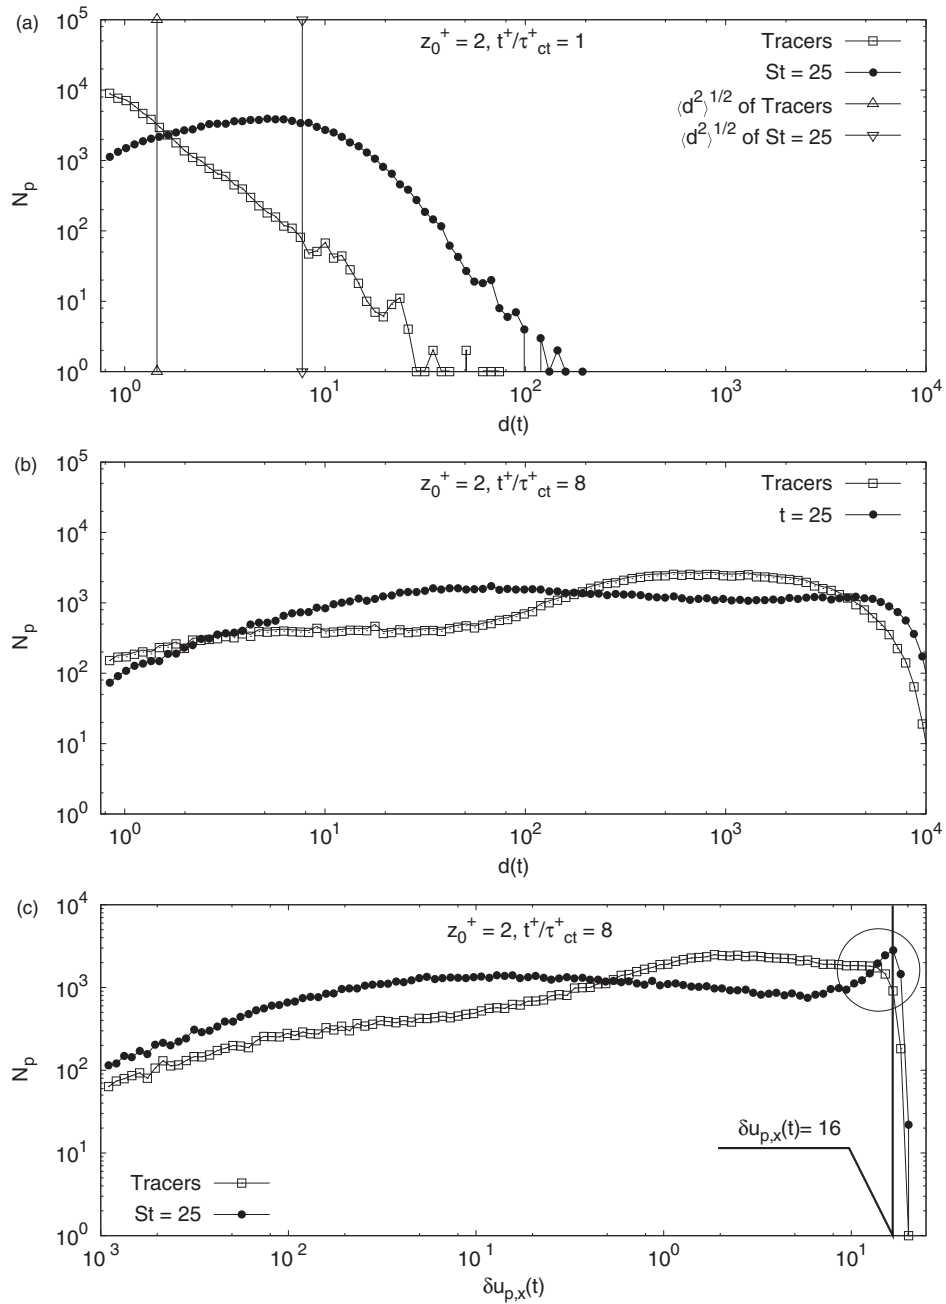 (a)
10^5
10^4
10^3
10^2
10^1
10^0
N_p
z_0^+ = 2, t^+/τ^+_ct = 1
Tracers
St = 25
⟨d^2⟩^1/2 of Tracers
⟨d^2⟩^1/2 of St = 25
10^0 10^1 10^2 10^3 10^4
d(t)
(b)
10^5
10^4
10^3
10^2
10^1
10^0
N_p
z_0^+ = 2, t^+/τ^+_ct = 8
Tracers
t = 25
10^0 10^1 10^2 10^3 10^4
d(t)
(c)
10^4
10^3
10^2
10^1
10^0
N_p
z_0^+ = 2, t^+/τ^+_ct = 8
δu_p,x(t)= 16
Tracers
St = 25
10^3 10^2 10^-1 10^0 10^1
δu_p,x(t)